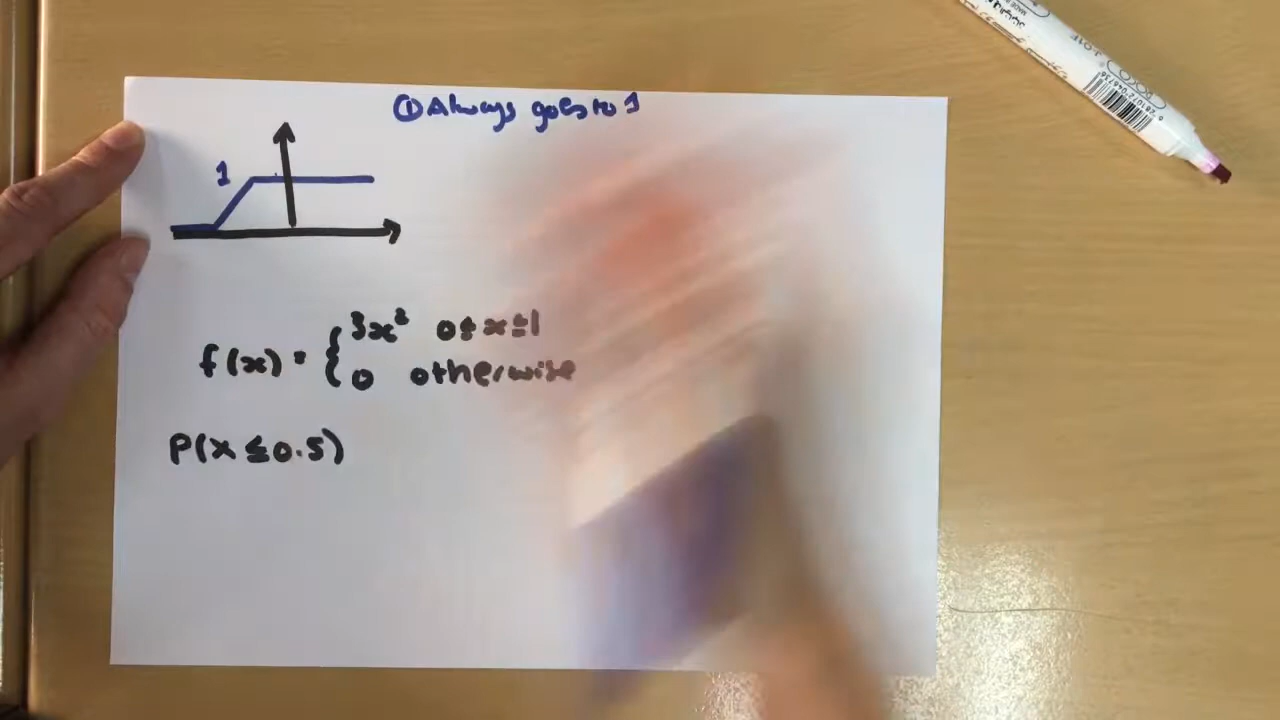 ① Always goes to 1
1
f(x) = { 3x² 0≤x≤1
0 otherwise
P(X ≤ 0.5)